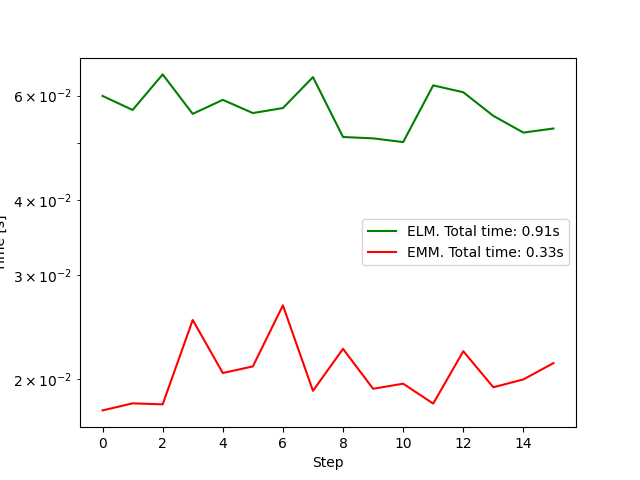 6 × 10⁻²
4 × 10⁻²
3 × 10⁻²
2 × 10⁻²
ELM. Total time: 0.91s
EMM. Total time: 0.33s
0 2 4 6 8 10 12 14
Step